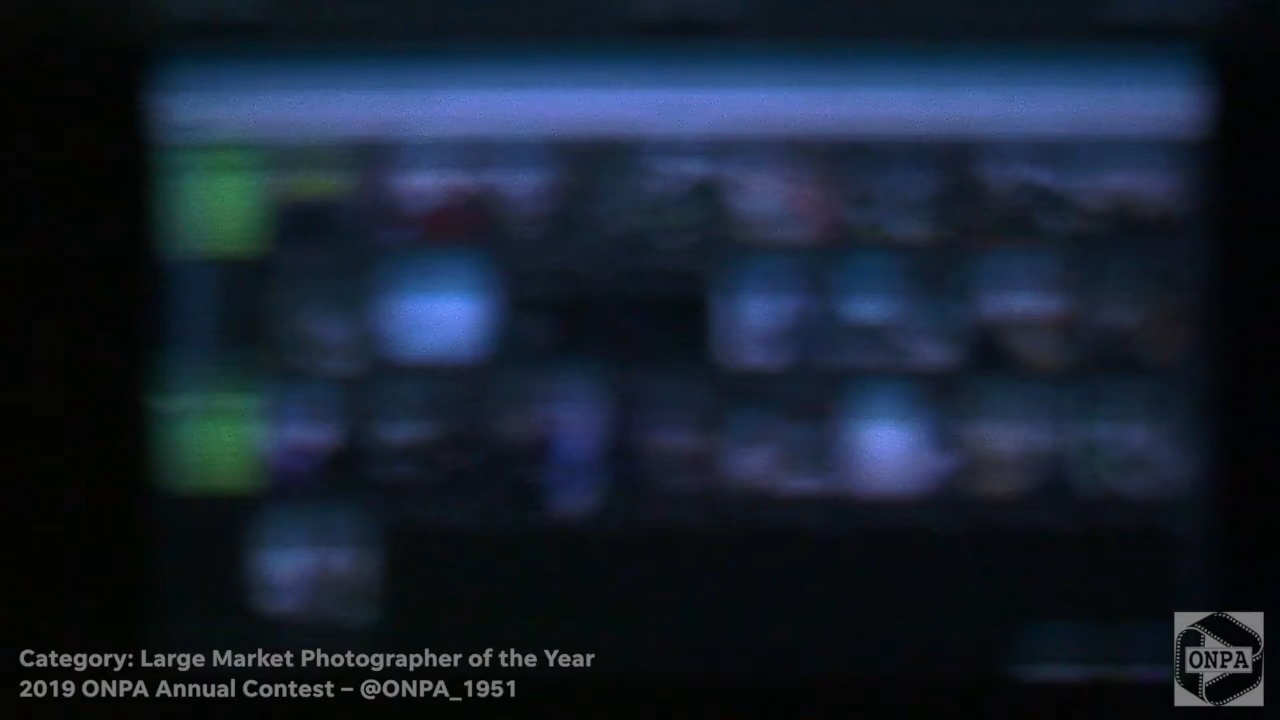 Category: Large Market Photographer of the Year
2019 ONPA Annual Contest – @ONPA_1951
ONPA